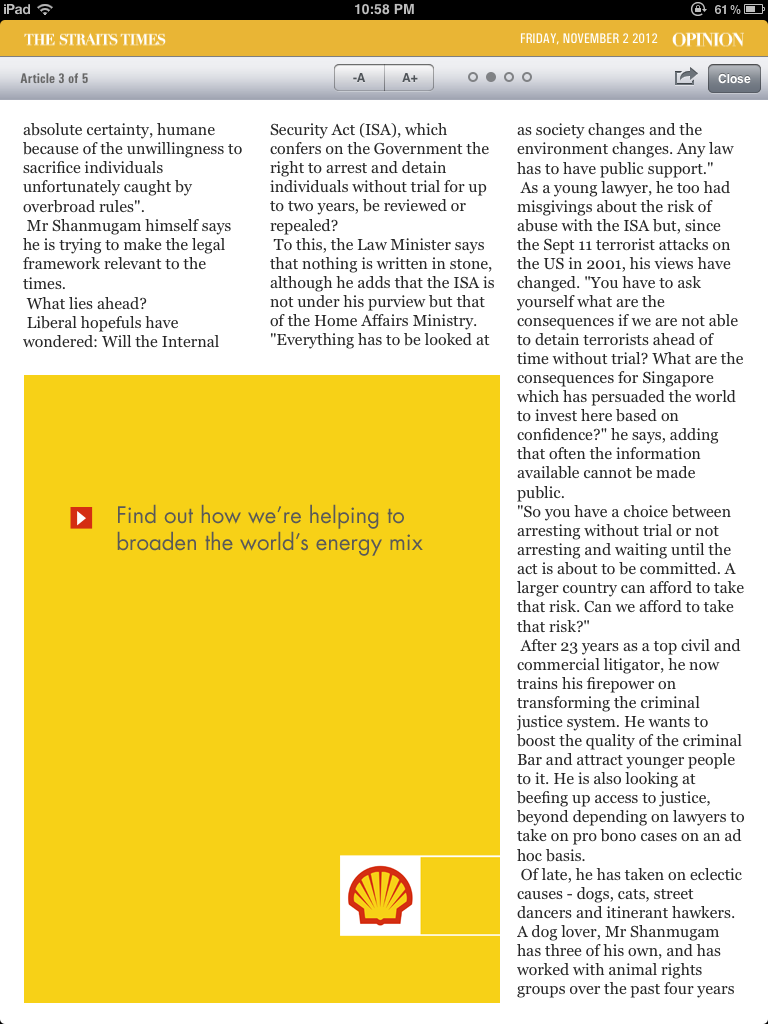 iPad
10:58 PM
61 %
THE STRAITS TIMES
FRIDAY, NOVEMBER 2 2012
OPINION
Article 3 of 5
-A
A+
Close
absolute certainty, humane
because of the unwillingness to
sacrifice individuals
unfortunately caught by
overbroad rules".
Mr Shanmugam himself says
he is trying to make the legal
framework relevant to the
times.
What lies ahead?
Liberal hopefuls have
wondered: Will the Internal
Security Act (ISA), which
confers on the Government the
right to arrest and detain
individuals without trial for up
to two years, be reviewed or
repealed?
To this, the Law Minister says
that nothing is written in stone,
although he adds that the ISA is
not under his purview but that
of the Home Affairs Ministry.
"Everything has to be looked at
as society changes and the
environment changes. Any law
has to have public support."
As a young lawyer, he too had
misgivings about the risk of
abuse with the ISA but, since
the Sept 11 terrorist attacks on
the US in 2001, his views have
changed. "You have to ask
yourself what are the
consequences if we are not able
to detain terrorists ahead of
time without trial? What are the
consequences for Singapore
which has persuaded the world
to invest here based on
confidence?" he says, adding
that often the information
available cannot be made
public.
"So you have a choice between
arresting without trial or not
arresting and waiting until the
act is about to be committed. A
larger country can afford to take
that risk. Can we afford to take
that risk?"
After 23 years as a top civil and
commercial litigator, he now
trains his firepower on
transforming the criminal
justice system. He wants to
boost the quality of the criminal
Bar and attract younger people
to it. He is also looking at
beefing up access to justice,
beyond depending on lawyers to
take on pro bono cases on an ad
hoc basis.
Of late, he has taken on eclectic
causes - dogs, cats, street
dancers and itinerant hawkers.
A dog lover, Mr Shanmugam
has three of his own, and has
worked with animal rights
groups over the past four years
Find out how we're helping to
broaden the world's energy mix